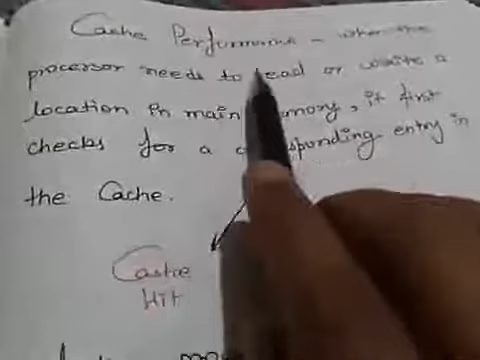 Cache Performance - when the
processor needs to read or write a
location in main memory, it first
checks for a corresponding entry in
the Cache.
Cache
Hit